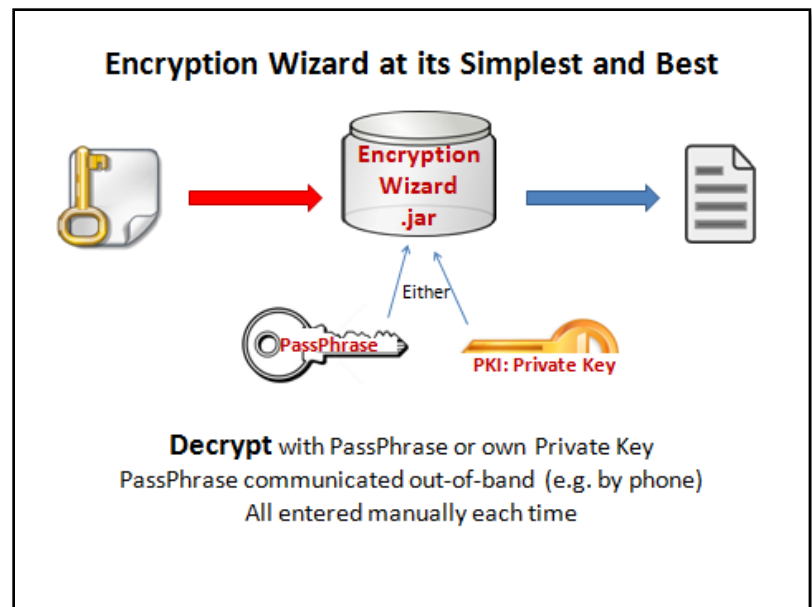 Encryption Wizard at its Simplest and Best
Encryption
Wizard
.jar
Either
PassPhrase
PKI: Private Key
Decrypt with PassPhrase or own Private Key
PassPhrase communicated out-of-band (e.g. by phone)
All entered manually each time